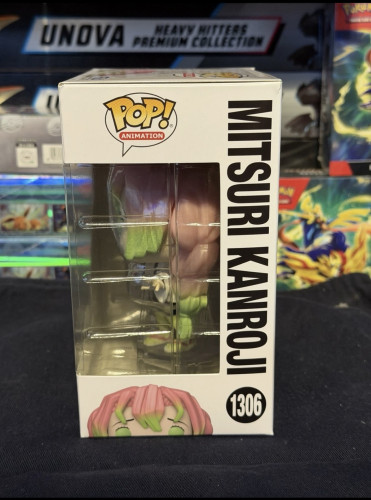 UNOVA HEAVY HITTERS
PREMIUM COLLECTION
POP!
ANIMATION
MITSURI KANROJI
1306